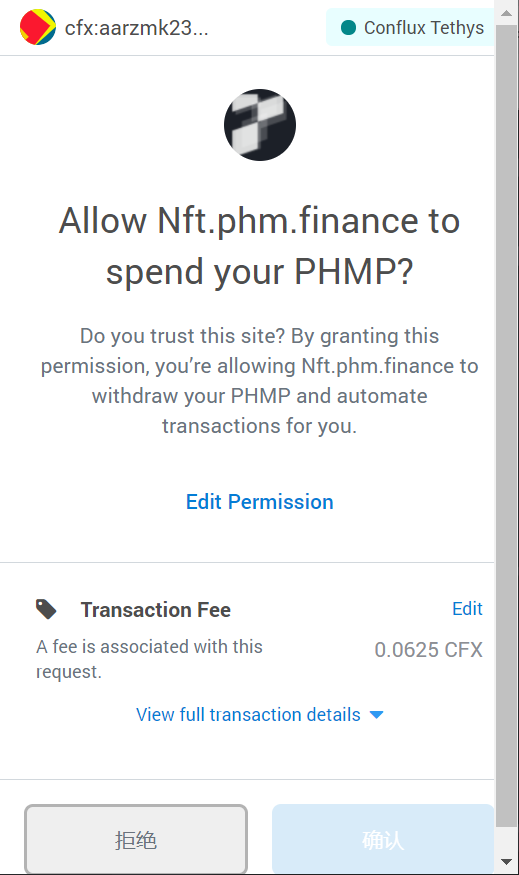 cfx:aarzmk23...
Conflux Tethys
Allow Nft.phm.finance to
spend your PHMP?
Do you trust this site? By granting this
permission, you’re allowing Nft.phm.finance to
withdraw your PHMP and automate
transactions for you.
Edit Permission
Transaction Fee
Edit
A fee is associated with this
request.
0.0625 CFX
View full transaction details
拒绝
确认